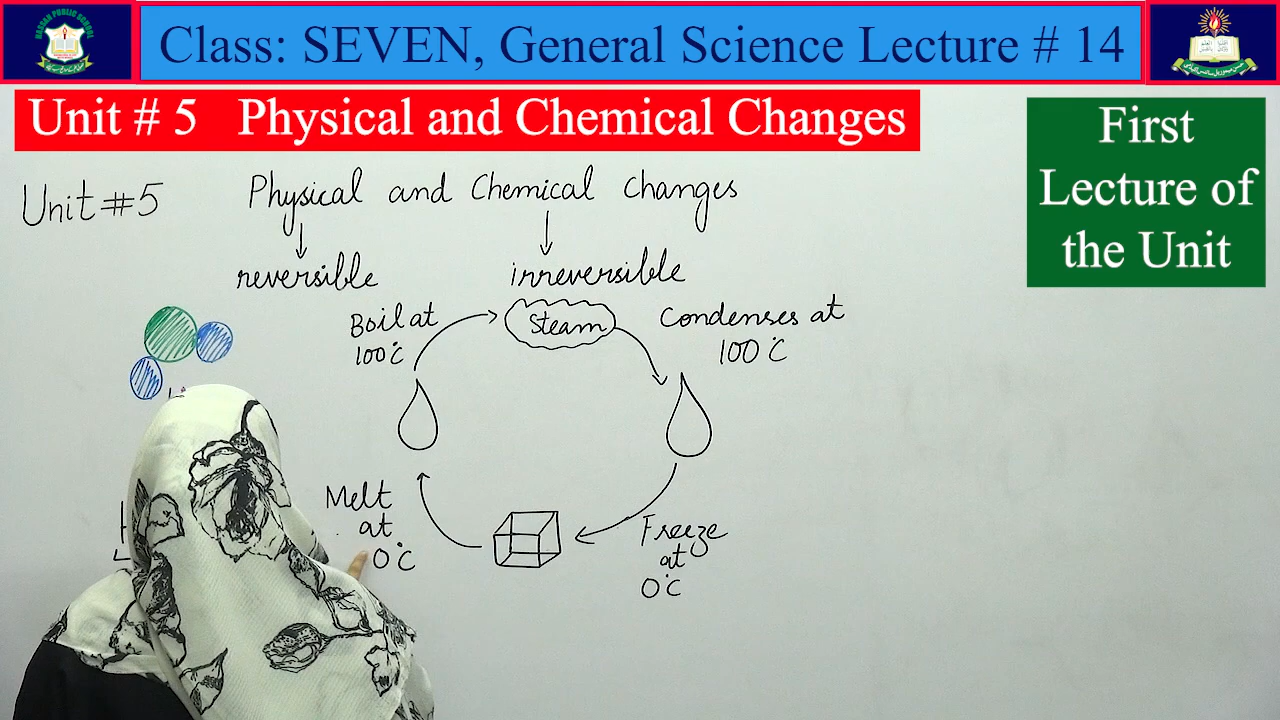 Class: SEVEN, General Science Lecture # 14
Unit # 5 Physical and Chemical Changes
First
Lecture of
the Unit
Unit #5
Physical and Chemical Changes
reversible
irreversible
Boil at
100°C
Steam
Condenses at
100°C
Melt
at
0°C
Freeze
at
0°C